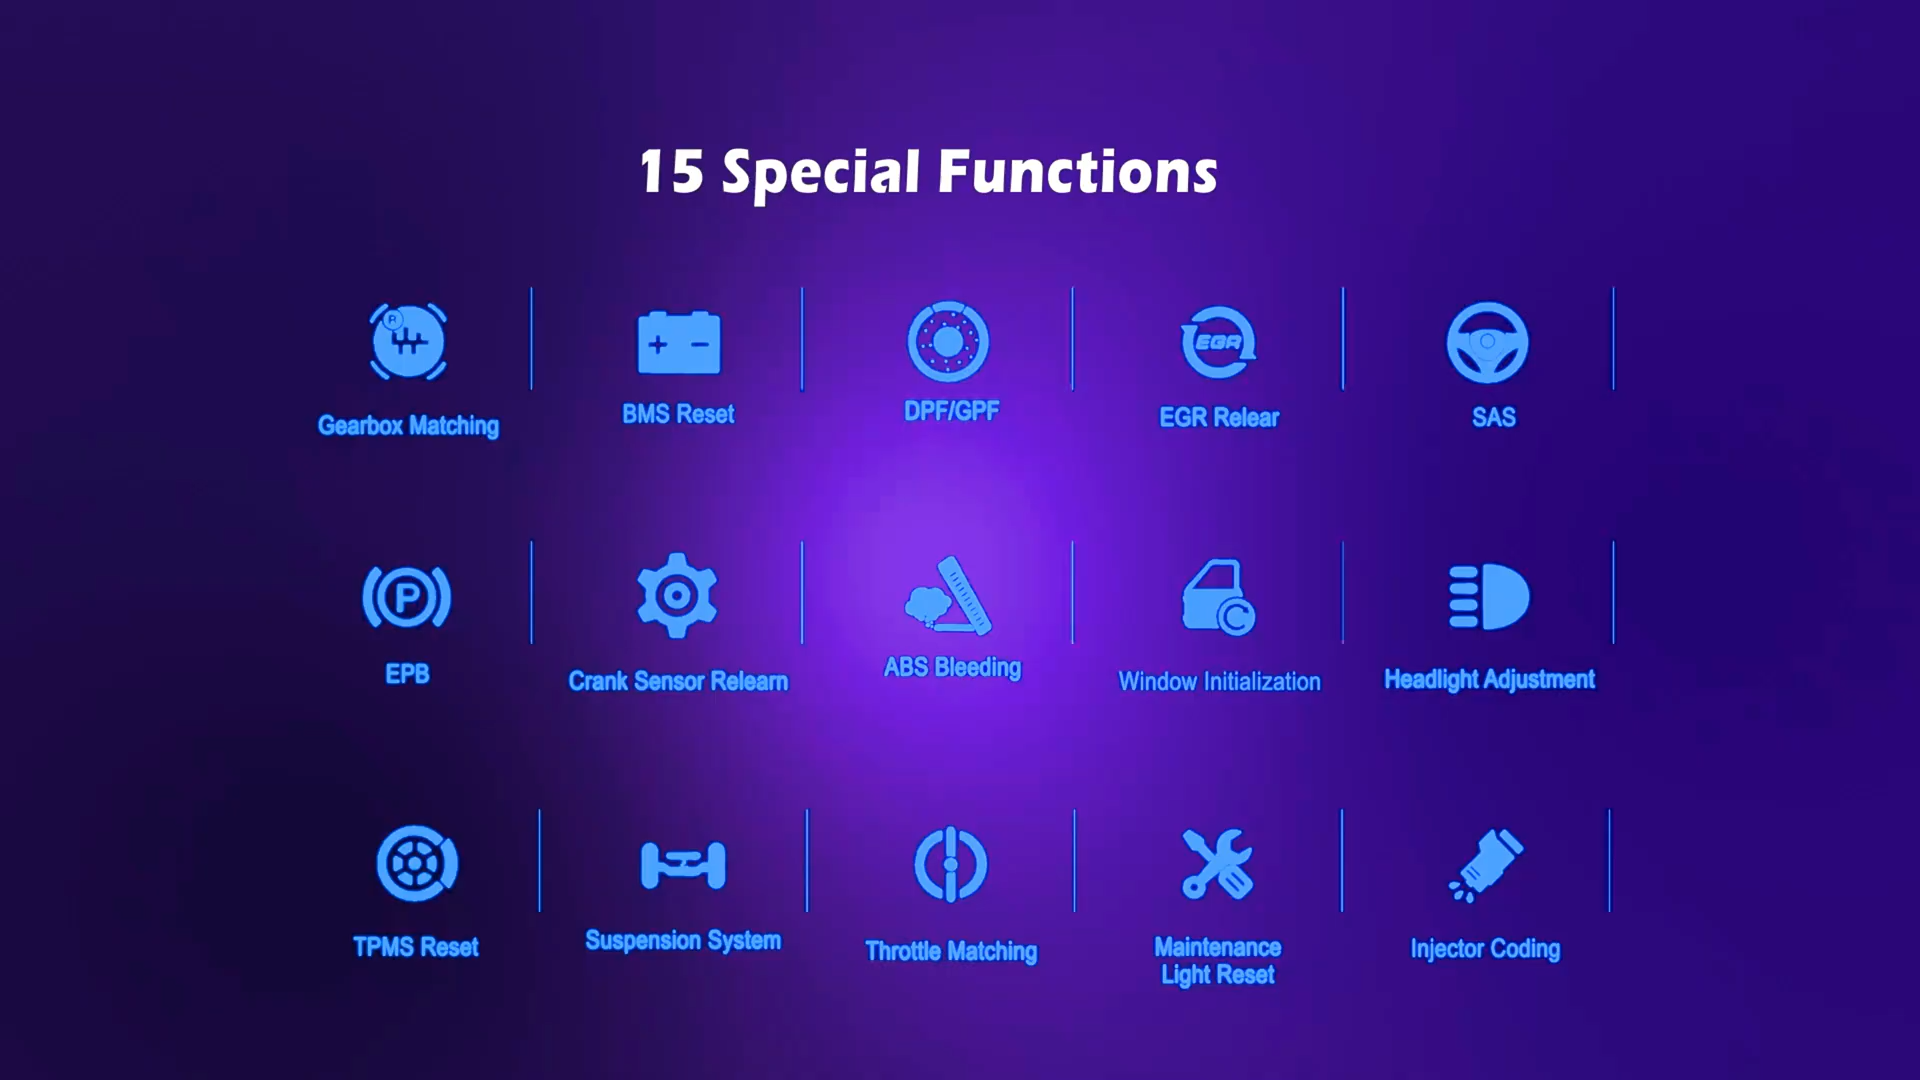 15 Special Functions
R
EGR
Gearbox Matching
BMS Reset
DPF/GPF
EGR Relear
SAS
P
EPB
Crank Sensor Relearn
ABS Bleeding
Window Initialization
Headlight Adjustment
TPMS Reset
Suspension System
Throttle Matching
Maintenance
Light Reset
Injector Coding